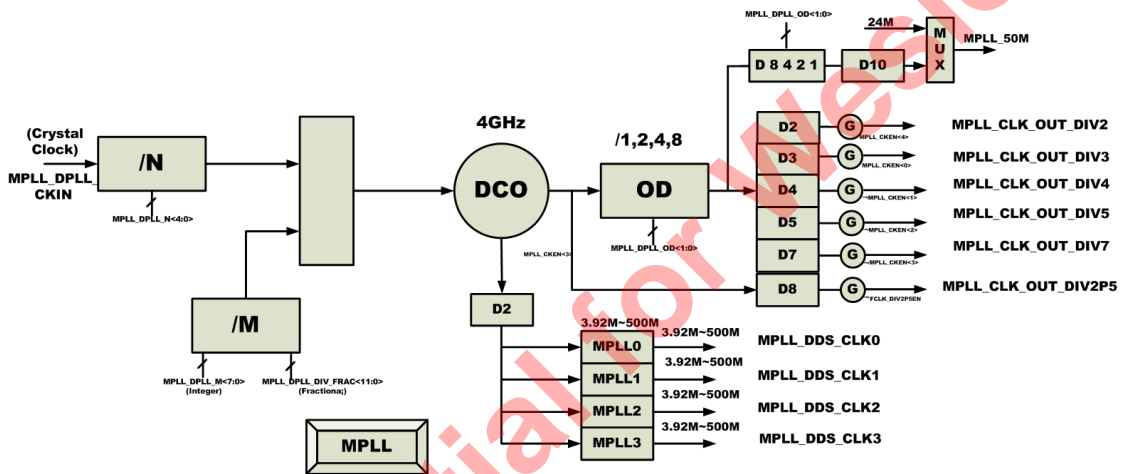 MPLL_DPLL_OD<1:0>
24M
MUX
MPLL_50M
D 8 4 2 1
D10
(Crystal
Clock)
MPLL_DPLL_
CKIN
/N
MPLL_DPLL_N<4:0>
4GHz
DCO
/1,2,4,8
OD
MPLL_DPLL_OD<1:0>
MPLL_CKEN<3>
D2
G
MPLL_CKEN<4>
MPLL_CLK_OUT_DIV2
D3
G
MPLL_CKEN<0>
MPLL_CLK_OUT_DIV3
D4
G
MPLL_CKEN<1>
MPLL_CLK_OUT_DIV4
D5
G
MPLL_CKEN<2>
MPLL_CLK_OUT_DIV5
D7
G
MPLL_CKEN<3>
MPLL_CLK_OUT_DIV7
D8
G
FCLK_DIV2P5EN
MPLL_CLK_OUT_DIV2P5
/M
MPLL_DPLL_M<7:0>
(Integer)
MPLL_DPLL_DIV_FRAC<11:0>
(Fractiona;)
D2
3.92M~500M
MPLL0
3.92M~500M
MPLL_DDS_CLK0
MPLL1
3.92M~500M
MPLL_DDS_CLK1
MPLL2
3.92M~500M
MPLL_DDS_CLK2
MPLL3
3.92M~500M
MPLL_DDS_CLK3
MPLL
tial for Wesl